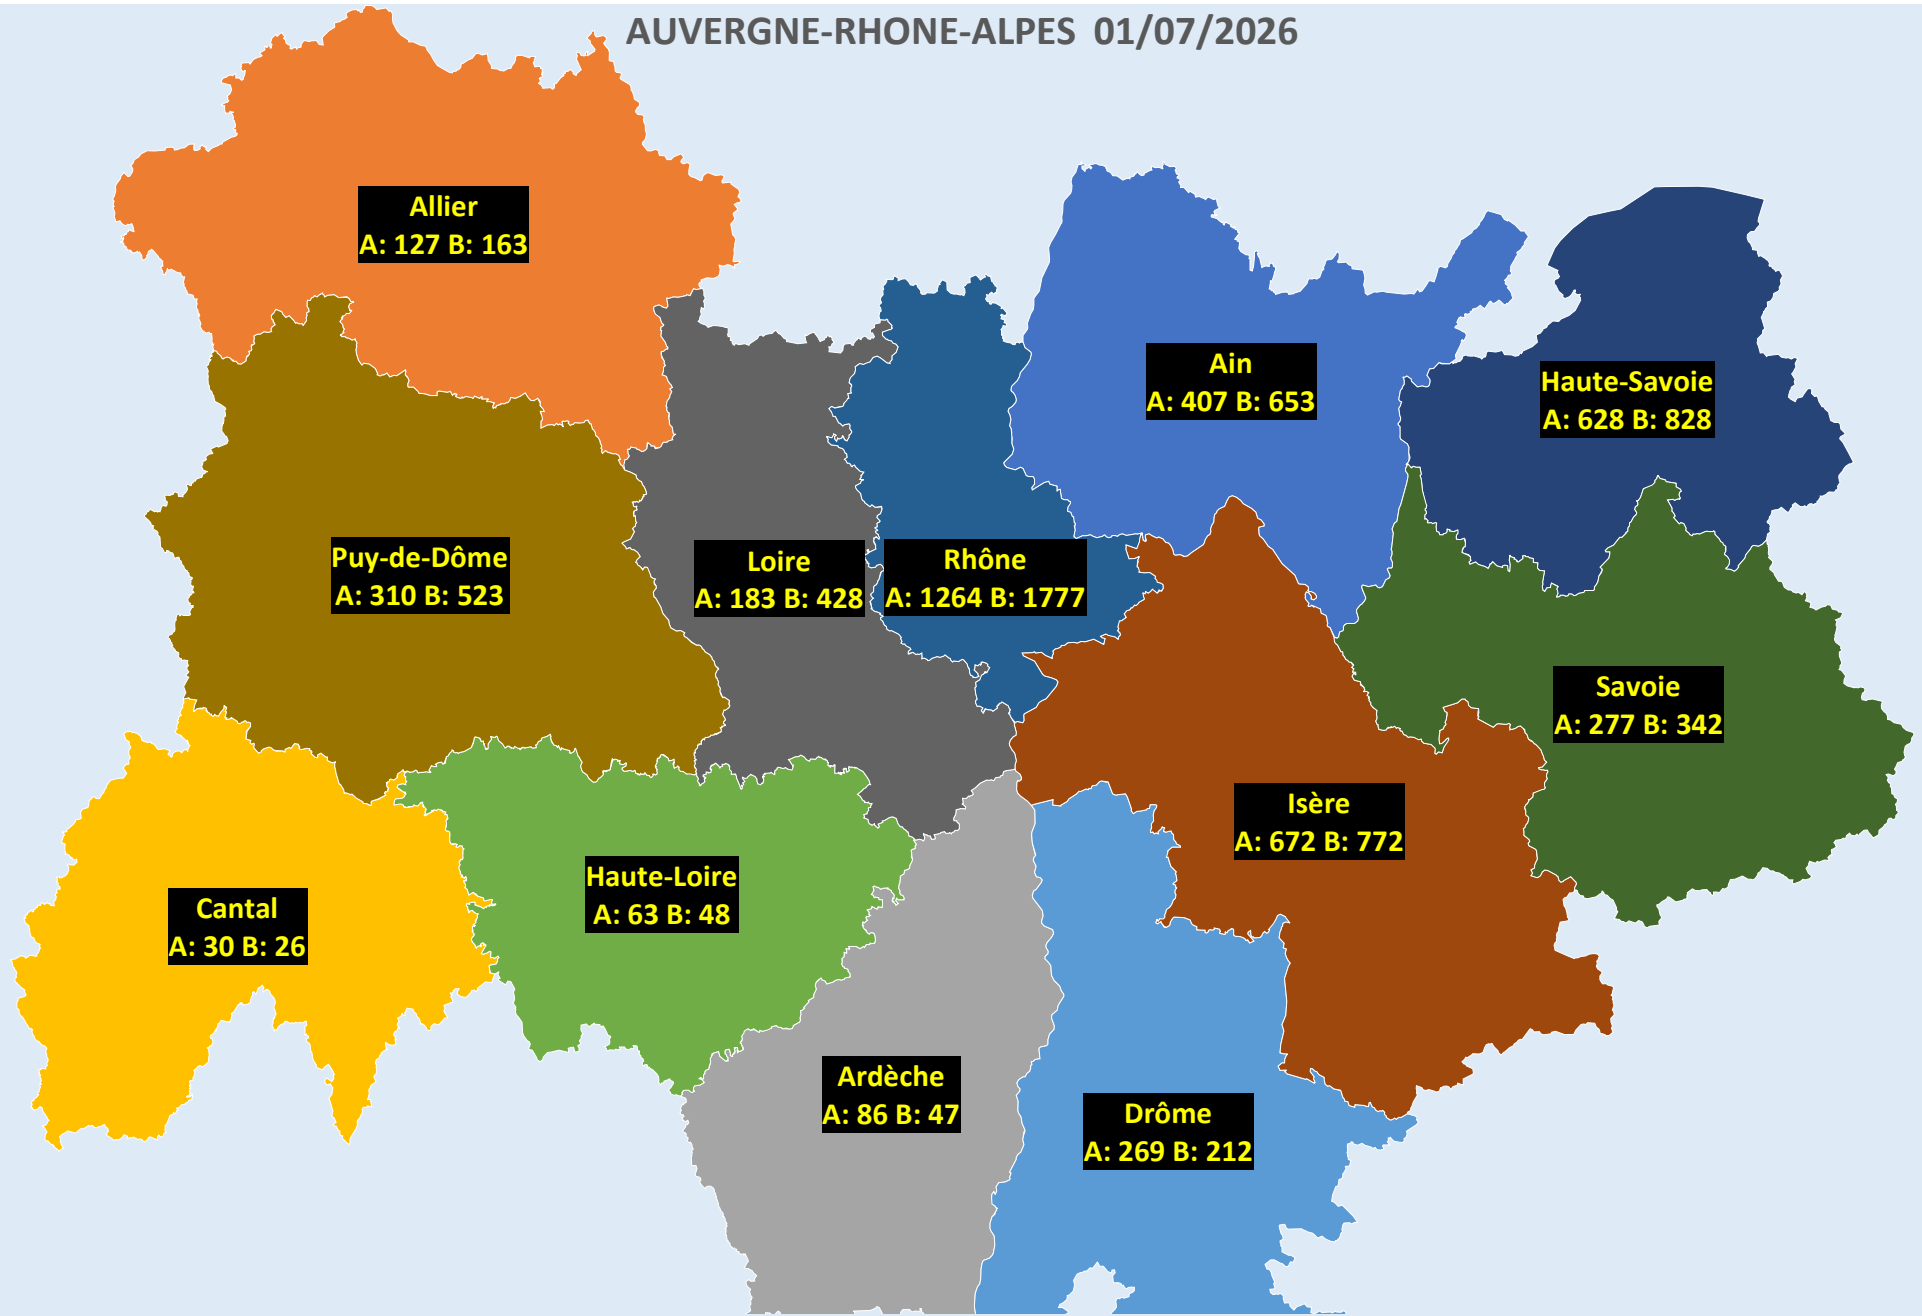 AUVERGNE-RHONE-ALPES 01/07/2026
Allier
A: 127 B: 163
Ain
A: 407 B: 653
Haute-Savoie
A: 628 B: 828
Puy-de-Dôme
A: 310 B: 523
Loire
A: 183 B: 428
Rhône
A: 1264 B: 1777
Savoie
A: 277 B: 342
Isère
A: 672 B: 772
Haute-Loire
A: 63 B: 48
Cantal
A: 30 B: 26
Ardèche
A: 86 B: 47
Drôme
A: 269 B: 212